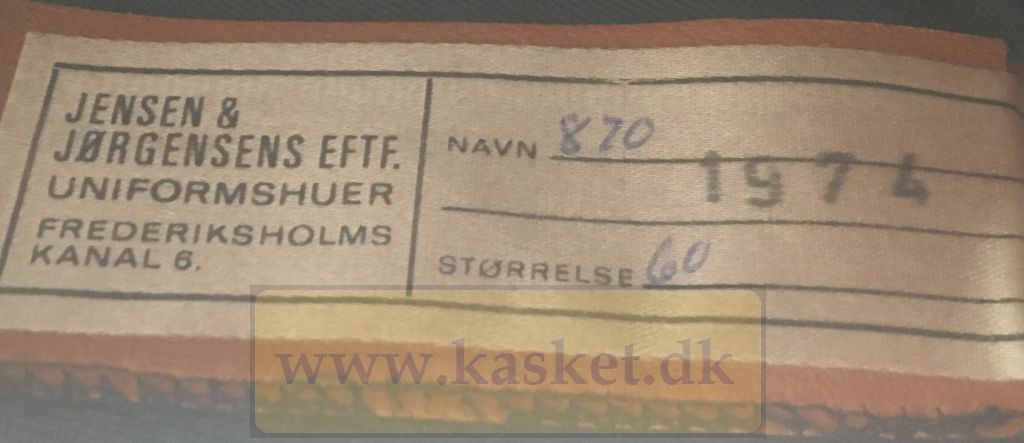 JENSEN &
JØRGENSENS EFTF.
UNIFORMSHUER
FREDERIKSHOLMS
KANAL 6.
NAVN 870
1974
STØRRELSE 60
www.kasket.dk